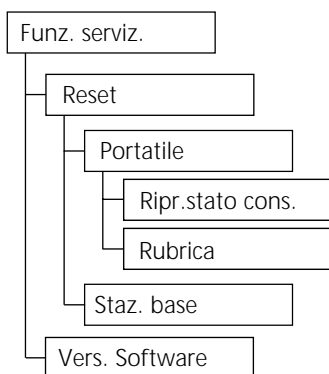 Funz. serviz.
Reset
Portatile
Ripr.stato cons.
Rubrica
Staz. base
Vers. Software